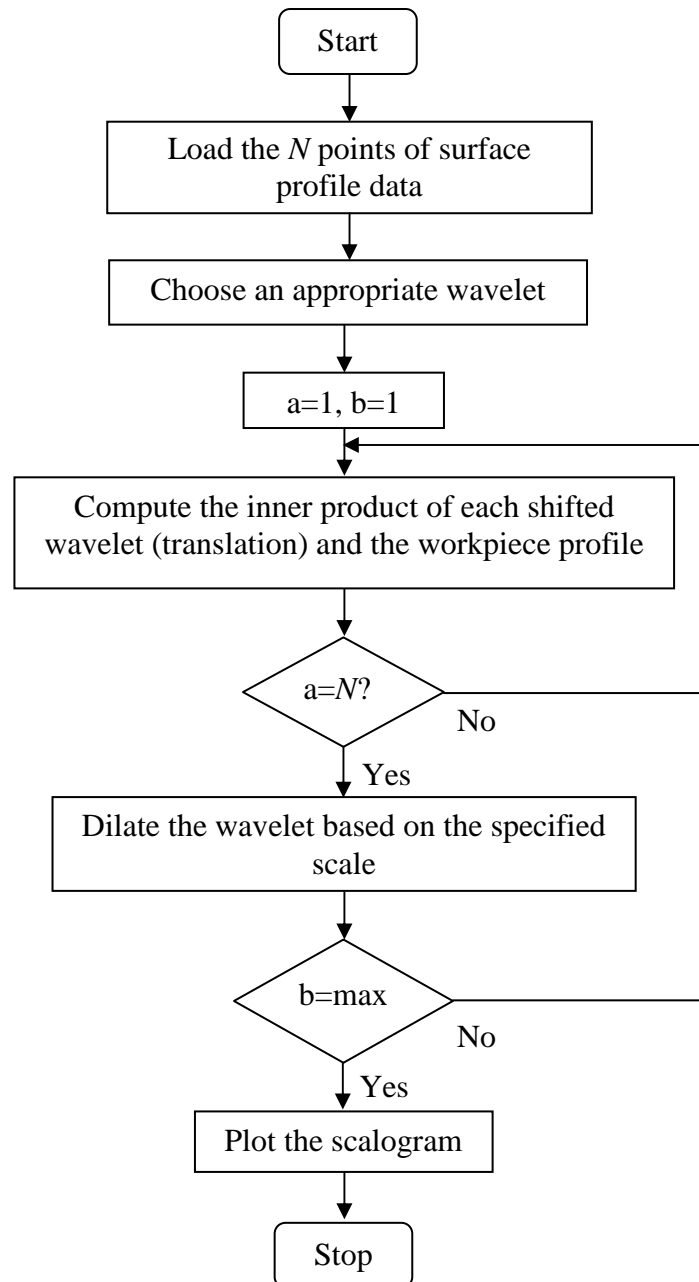 Start
Load the N points of surface
profile data
Choose an appropriate wavelet
a=1, b=1
Compute the inner product of each shifted
wavelet (translation) and the workpiece profile
a=N?
No
Yes
Dilate the wavelet based on the specified
scale
b=max
No
Yes
Plot the scalogram
Stop